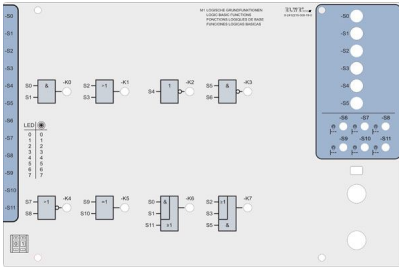 M1 LOGISCHE GRUNDFUNKTIONEN
LOGIC BASIC FUNCTIONS
FONCTIONS LOGIQUES DE BASE
FUNCIONES LOGICAS BASICAS
-S0
-S1
-S2
-S3
-S4
-S5
-S6
-S7
-S8
-S9
-S10
-S11
S0 & -K0
S1
S2 =1 -K1
S3
S4 1 -K2
S5 & -K3
S6
LED
0 0
1 1
2 2
3 3
4 4
5 5
6 6
7 7
S7 =1 -K4
S8
S9 =1 -K5
S10
S0 & -K6
S1
S11 ≥1
S2 ≥1 -K7
S3
S5 &
-S0
-S1
-S2
-S3
-S4
-S5
-S6 -S7 -S8
-S9 -S10 -S11